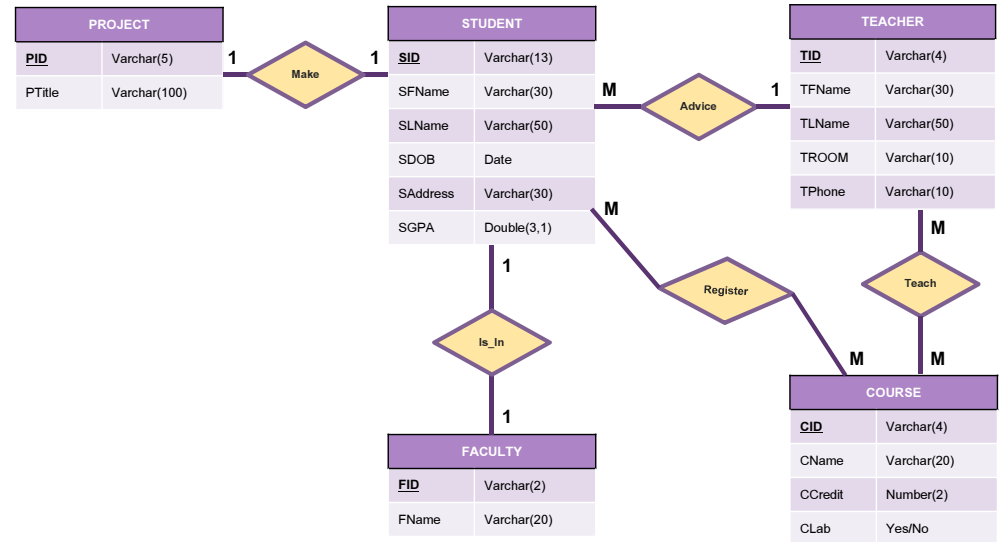 PROJECT
PID Varchar(5)
PTitle Varchar(100)
1
Make
1
STUDENT
SID Varchar(13)
SFName Varchar(30)
SLName Varchar(50)
SDOB Date
SAddress Varchar(30)
SGPA Double(3,1)
M
Advice
1
TEACHER
TID Varchar(4)
TFName Varchar(30)
TLName Varchar(50)
TROOM Varchar(10)
TPhone Varchar(10)
M
Register
M
M
Teach
M
1
Is_In
1
FACULTY
FID Varchar(2)
FName Varchar(20)
COURSE
CID Varchar(4)
CName Varchar(20)
CCredit Number(2)
CLab Yes/No